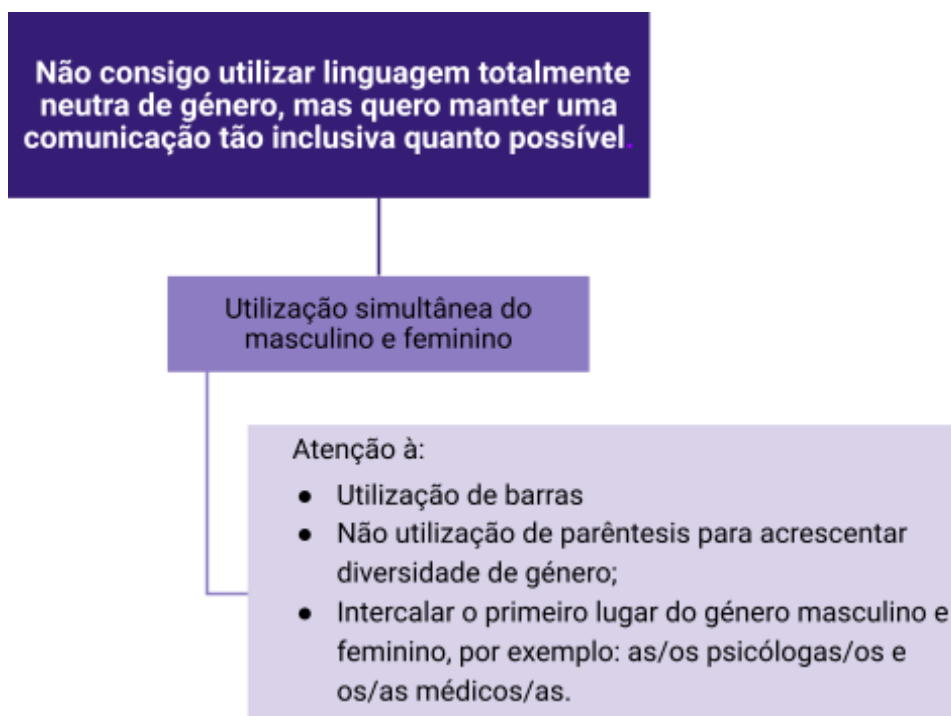 Não consigo utilizar linguagem totalmente
neutra de género, mas quero manter uma
comunicação tão inclusiva quanto possível.
Utilização simultânea do
masculino e feminino
Atenção à:
● Utilização de barras
● Não utilização de parêntesis para acrescentar
diversidade de género;
● Intercalar o primeiro lugar do género masculino e
feminino, por exemplo: as/os psicólogas/os e
os/as médicos/as.